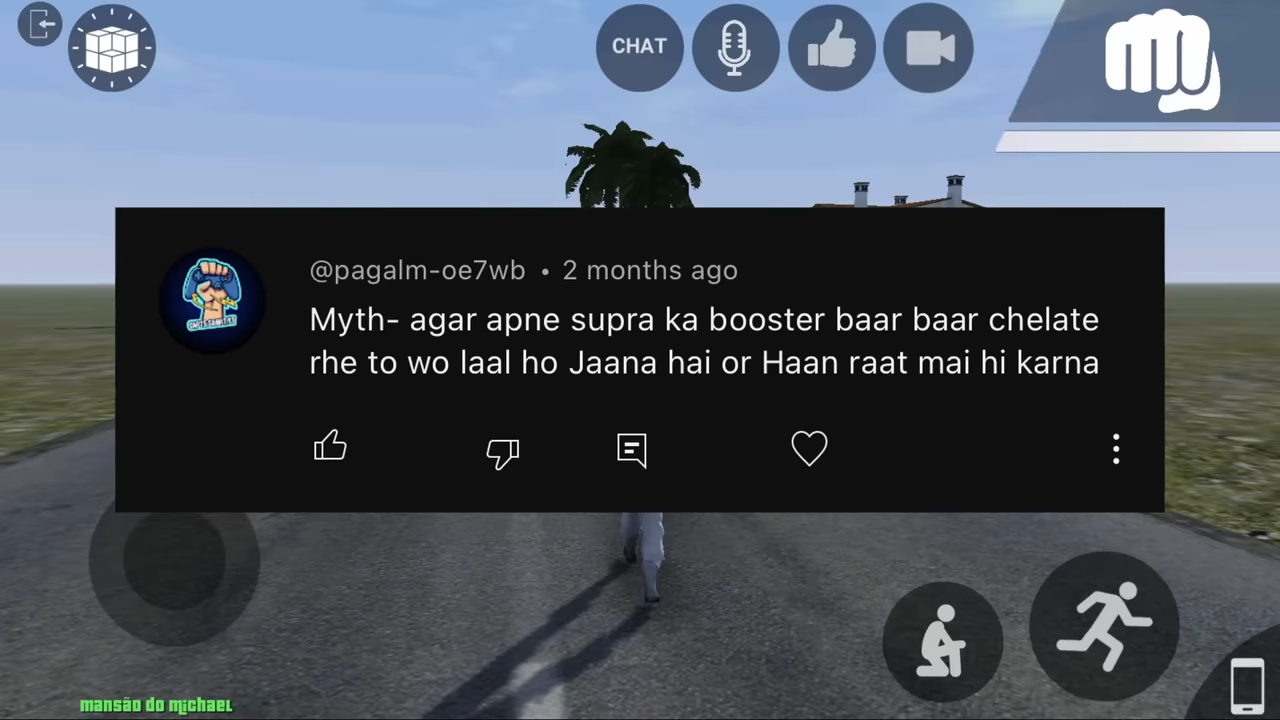 CHAT
@pagalm-oe7wb • 2 months ago
Myth- agar apne supra ka booster baar baar chelate
rhe to wo laal ho Jaana hai or Haan raat mai hi karna
mansão do michael